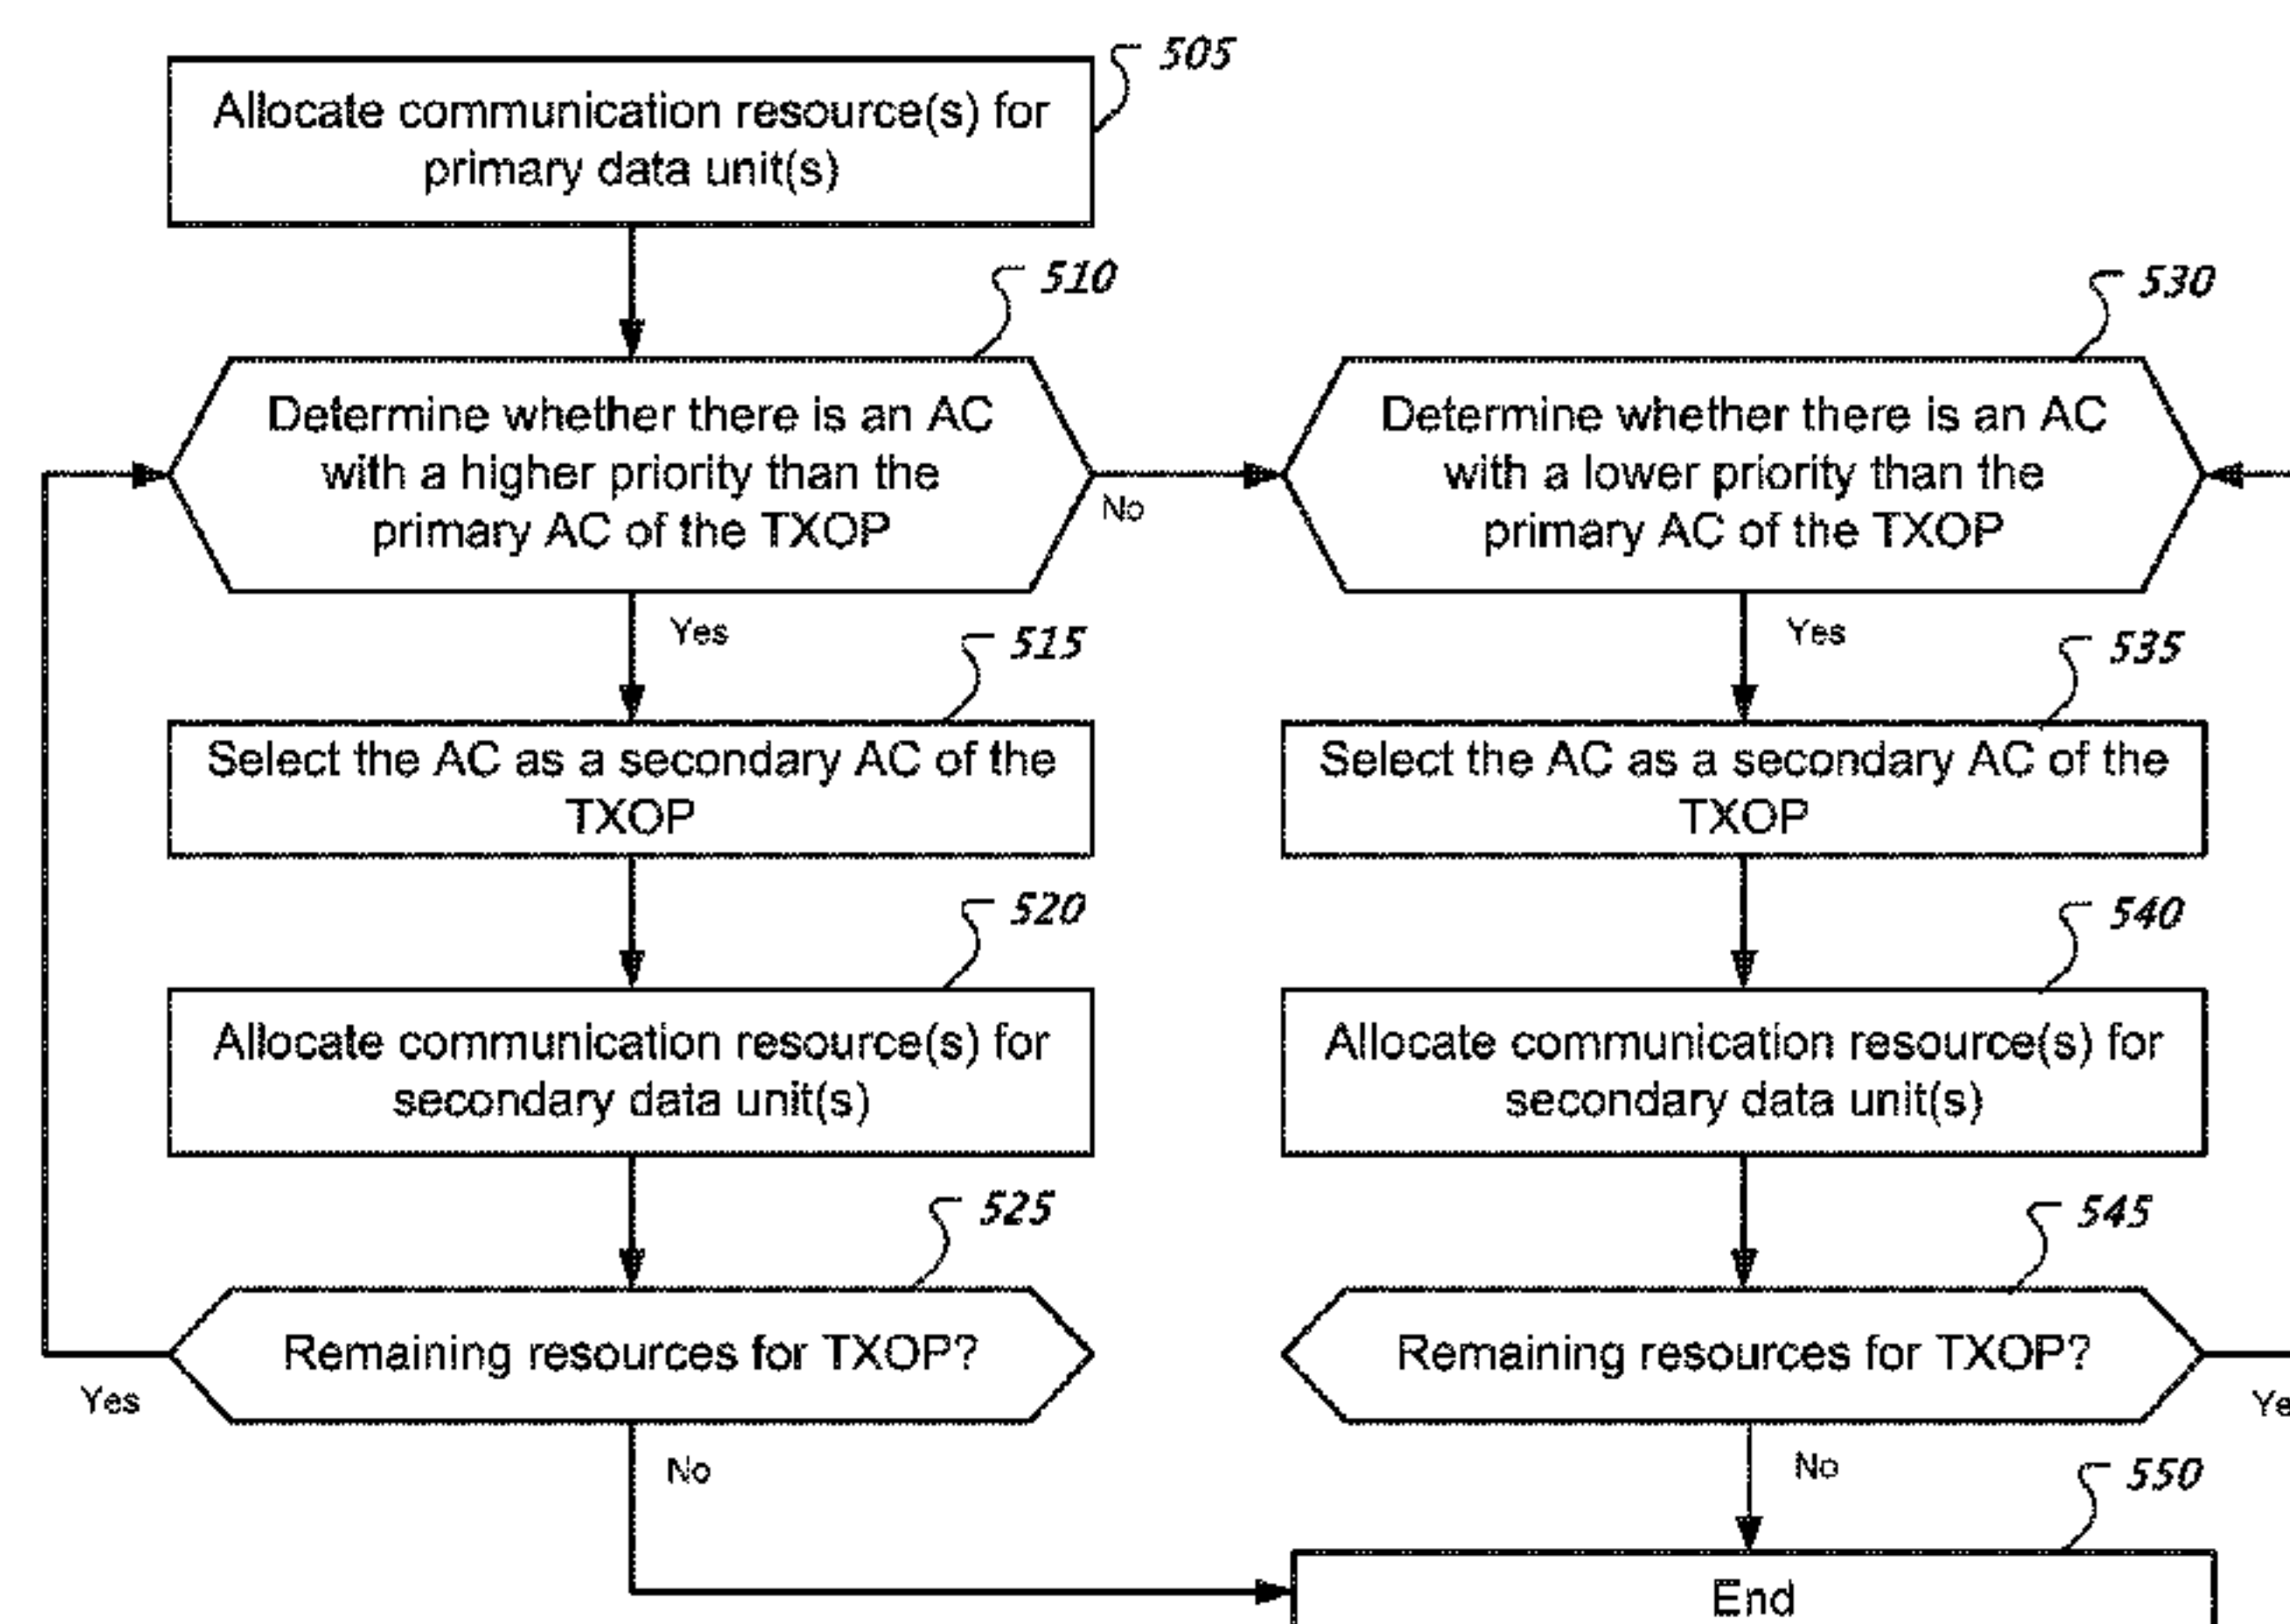 505
Allocate communication resource(s) for
primary data unit(s)
510
Determine whether there is an AC
with a higher priority than the
primary AC of the TXOP
No
Yes
515
Select the AC as a secondary AC of the
TXOP
520
Allocate communication resource(s) for
secondary data unit(s)
525
Remaining resources for TXOP?
Yes
No
530
Determine whether there is an AC
with a lower priority than the
primary AC of the TXOP
Yes
535
Select the AC as a secondary AC of the
TXOP
540
Allocate communication resource(s) for
secondary data unit(s)
545
Remaining resources for TXOP?
Ye
No
550
End